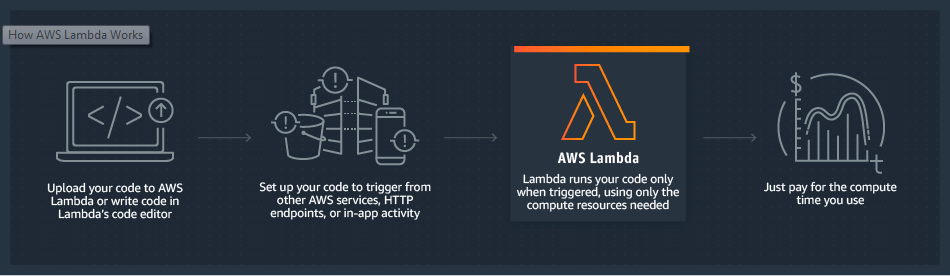 How AWS Lambda Works
</>
$
t
Upload your code to AWS
Lambda or write code in
Lambda's code editor
Set up your code to trigger from
other AWS services, HTTP
endpoints, or in-app activity
AWS Lambda
Lambda runs your code only
when triggered, using only the
compute resources needed
Just pay for the compute
time you use